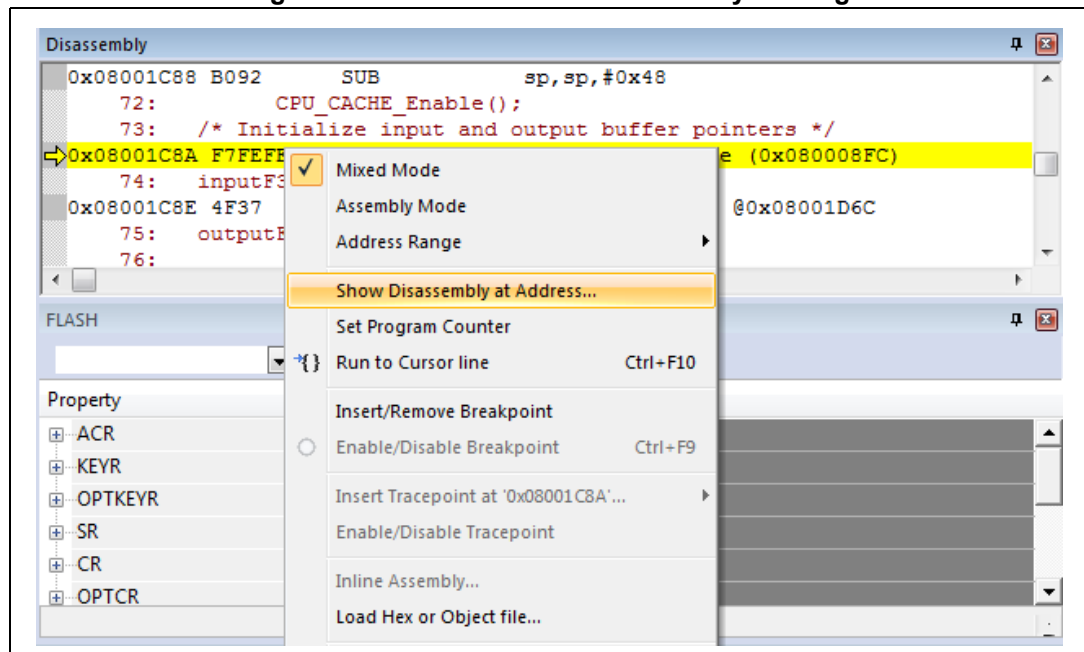 Disassembly
0x08001C88 B092 SUB sp,sp,#0x48
72: CPU_CACHE_Enable();
73: /* Initialize input and output buffer pointers */
0x08001C8A F7FEFE e (0x080008FC)
74: inputF3
0x08001C8E 4F37 @0x08001D6C
75: outputF
76:
Mixed Mode
Assembly Mode
Address Range
Show Disassembly at Address...
Set Program Counter
Run to Cursor line Ctrl+F10
Insert/Remove Breakpoint
Enable/Disable Breakpoint Ctrl+F9
Insert Tracepoint at '0x08001C8A'...
Enable/Disable Tracepoint
Inline Assembly...
Load Hex or Object file...
FLASH
Property
ACR
KEYR
OPTKEYR
SR
CR
OPTCR